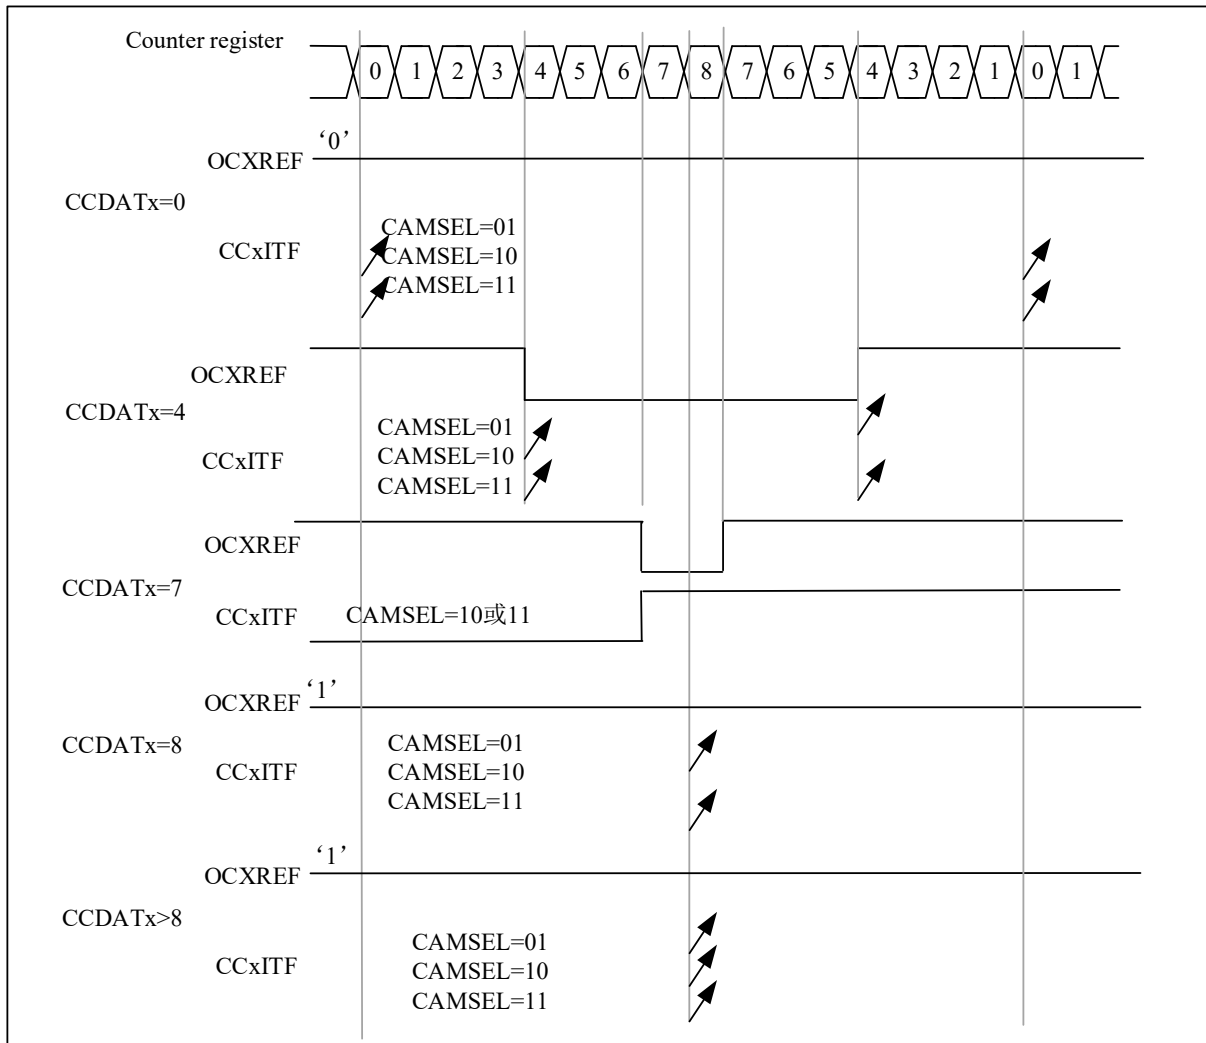 Counter register
0 1 2 3 4 5 6 7 8 7 6 5 4 3 2 1 0 1
‘0’
OCXREF
CCDATx=0
CAMSEL=01
CCxITF
CAMSEL=10
CAMSEL=11
OCXREF
CCDATx=4
CAMSEL=01
CCxITF
CAMSEL=10
CAMSEL=11
OCXREF
CCDATx=7
CCxITF
CAMSEL=10或11
‘1’
OCXREF
CCDATx=8
CAMSEL=01
CCxITF
CAMSEL=10
CAMSEL=11
‘1’
OCXREF
CCDATx>8
CAMSEL=01
CCxITF
CAMSEL=10
CAMSEL=11